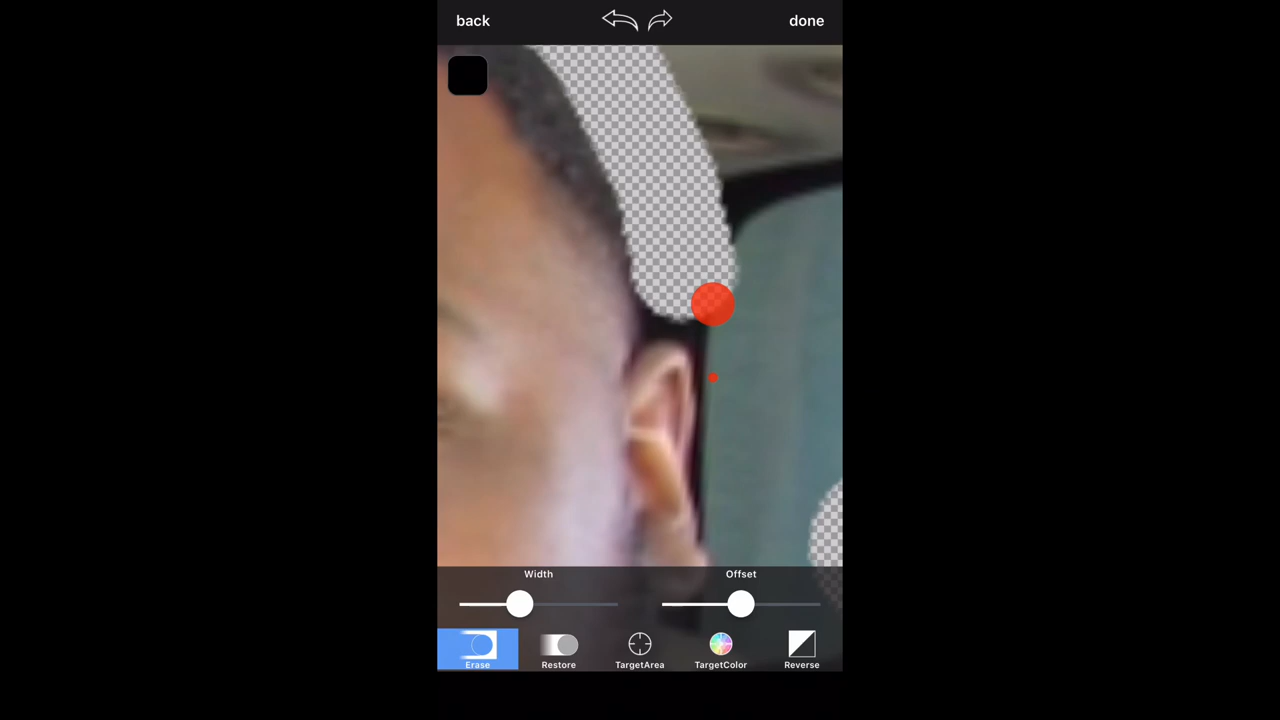 back
done
Width
Offset
Erase
Restore
TargetArea
TargetColor
Reverse